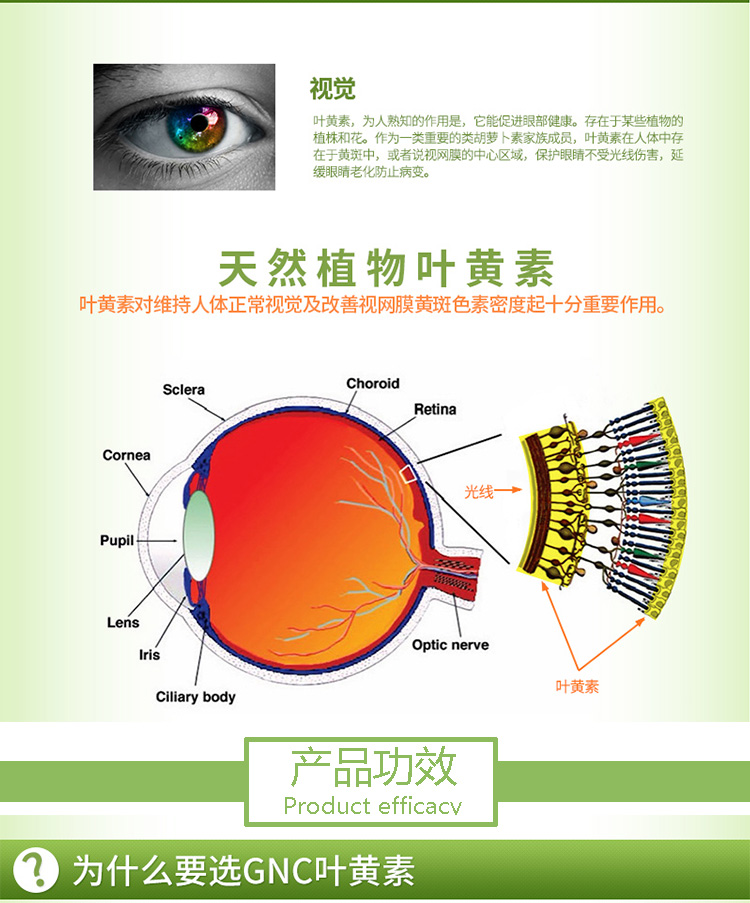 视觉
叶黄素，为人熟知的作用是，它能促进眼部健康。存在于某些植物的
植株和花。作为一类重要的类胡萝卜素家族成员，叶黄素在人体中存
在于黄斑中，或者说视网膜的中心区域，保护眼睛不受光线伤害，延
缓眼睛老化防止病变。
天然植物叶黄素
叶黄素对维持人体正常视觉及改善视网膜黄斑色素密度起十分重要作用。
Sclera
Choroid
Retina
Cornea
光线
Pupil
Lens
Iris
Optic nerve
Ciliary body
叶黄素
产品功效
Product efficacy
?
为什么要选GNC叶黄素